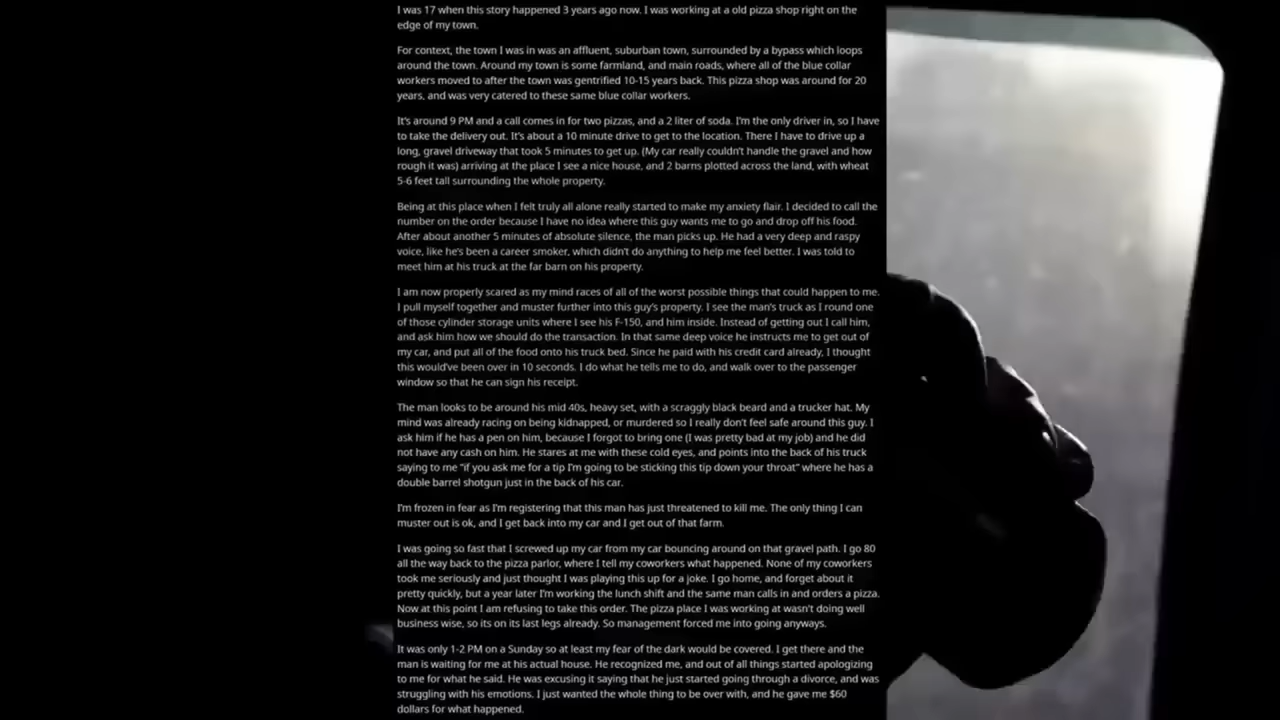 I was 17 when this story happened 3 years ago now. I was working at a old pizza shop right on the
edge of my town.
For context, the town I was in was an affluent, suburban town, surrounded by a bypass which loops
around the town. Around my town is some farmland, and main roads, where all of the blue collar
workers moved to after the town was gentrified 10-15 years back. This pizza shop was around for 20
years, and was very catered to these same blue collar workers.
It's around 9 PM and a call comes in for two pizzas, and a 2 liter of soda. I'm the only driver in, so I have
to take the delivery out. It's about a 10 minute drive to get to the location. There I have to drive up a
long, gravel driveway that took 5 minutes to get up. (My car really couldn't handle the gravel and how
rough it was) arriving at the place I see a nice house, and 2 barns plotted across the land, with wheat
5-6 feet tall surrounding the whole property.
Being at this place when I felt truly all alone really started to make my anxiety flair. I decided to call the
number on the order because I have no idea where this guy wants me to go and drop off his food.
After about another 5 minutes of absolute silence, the man picks up. He had a very deep and raspy
voice, like he's been a career smoker, which didn't do anything to help me feel better. I was told to
meet him at his truck at the far barn on his property.
I am now properly scared as my mind races of all of the worst possible things that could happen to me.
I pull myself together and muster further into this guy's property. I see the man's truck as I round one
of those cylinder storage units where I see his F-150, and him inside. Instead of getting out I call him,
and ask him how we should do the transaction. In that same deep voice he instructs me to get out of
my car, and put all of the food onto his truck bed. Since he paid with his credit card already, I thought
this would've been over in 10 seconds. I do what he tells me to do, and walk over to the passenger
window so that he can sign his receipt.
The man looks to be around his mid 40s, heavy set, with a scraggly black beard and a trucker hat. My
mind was already racing on being kidnapped, or murdered so I really don't feel safe around this guy. I
ask him if he has a pen on him, because I forgot to bring one (I was pretty bad at my job) and he did
not have any cash on him. He stares at me with these cold eyes, and points into the back of his truck
saying to me "if you ask me for a tip I'm going to be sticking this tip down your throat" where he has a
double barrel shotgun just in the back of his car.
I'm frozen in fear as I'm registering that this man has just threatened to kill me. The only thing I can
muster out is ok, and I get back into my car and I get out of that farm.
I was going so fast that I screwed up my car from my car bouncing around on that gravel path. I go 80
all the way back to the pizza parlor, where I tell my coworkers what happened. None of my coworkers
took me seriously and just thought I was playing this up for a joke. I go home, and forget about it
pretty quickly, but a year later I'm working the lunch shift and the same man calls in and orders a pizza.
Now at this point I am refusing to take this order. The pizza place I was working at wasn't doing well
business wise, so its on its last legs already. So management forced me into going anyways.
It was only 1-2 PM on a Sunday so at least my fear of the dark would be covered. I get there and the
man is waiting for me at his actual house. He recognized me, and out of all things started apologizing
to me for what he said. He was excusing it saying that he just started going through a divorce, and was
struggling with his emotions. I just wanted the whole thing to be over with, and he gave me $60
dollars for what happened.